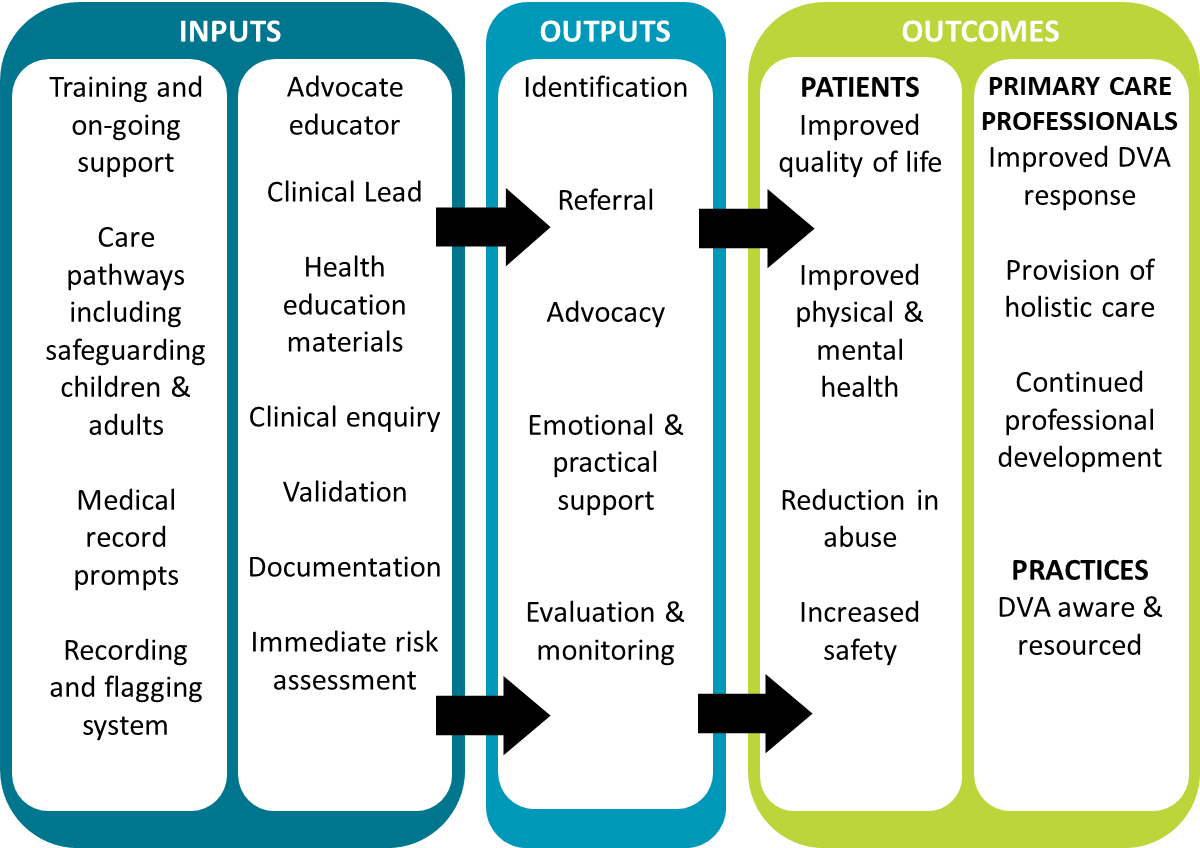 INPUTS
Training and
on-going
support
Care
pathways
including
safeguarding
children &
adults
Medical
record
prompts
Recording
and flagging
system
Advocate
educator
Clinical Lead
Health
education
materials
Clinical enquiry
Validation
Documentation
Immediate risk
assessment
OUTPUTS
Identification
Referral
Advocacy
Emotional &
practical
support
Evaluation &
monitoring
OUTCOMES
PATIENTS
Improved
quality of life
Improved
physical &
mental
health
Reduction in
abuse
Increased
safety
PRIMARY CARE
PROFESSIONALS
Improved DVA
response
Provision of
holistic care
Continued
professional
development
PRACTICES
DVA aware &
resourced